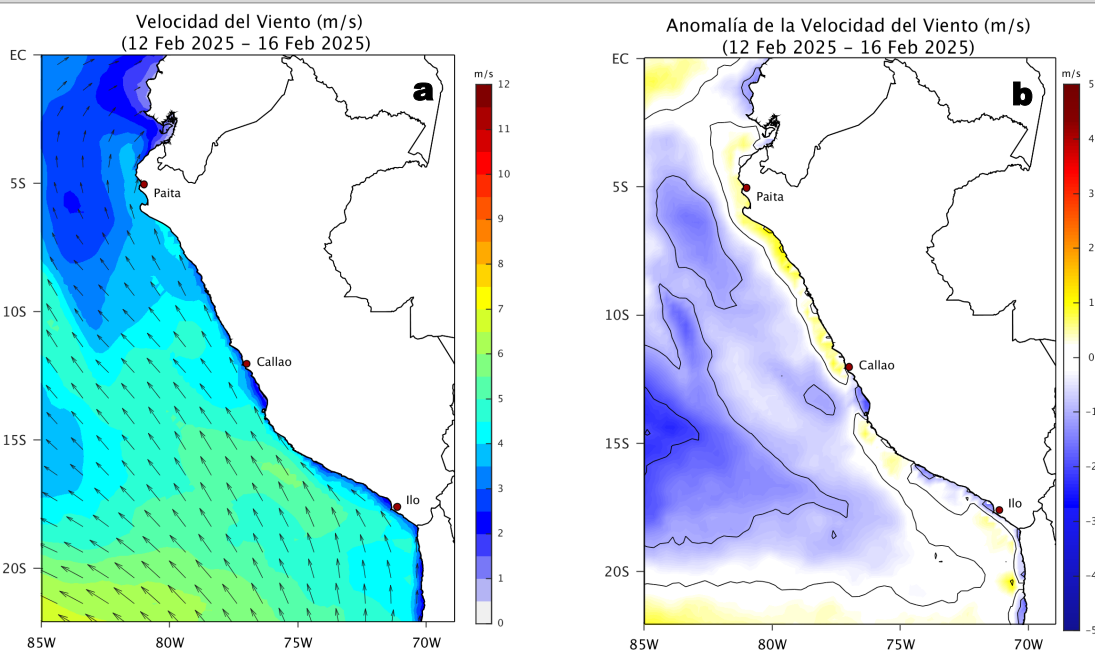 Velocidad del Viento (m/s)
(12 Feb 2025 – 16 Feb 2025)
EC
5S
10S
15S
20S
85W
80W
75W
70W
a
Paita
Callao
Ilo
m/s
12
11
10
9
8
7
6
5
4
3
2
1
0
Anomalía de la Velocidad del Viento (m/s)
(12 Feb 2025 – 16 Feb 2025)
EC
5S
10S
15S
20S
85W
80W
75W
70W
b
Paita
Callao
Ilo
m/s
5
4
3
2
1
0
-1
-2
-3
-4
-5